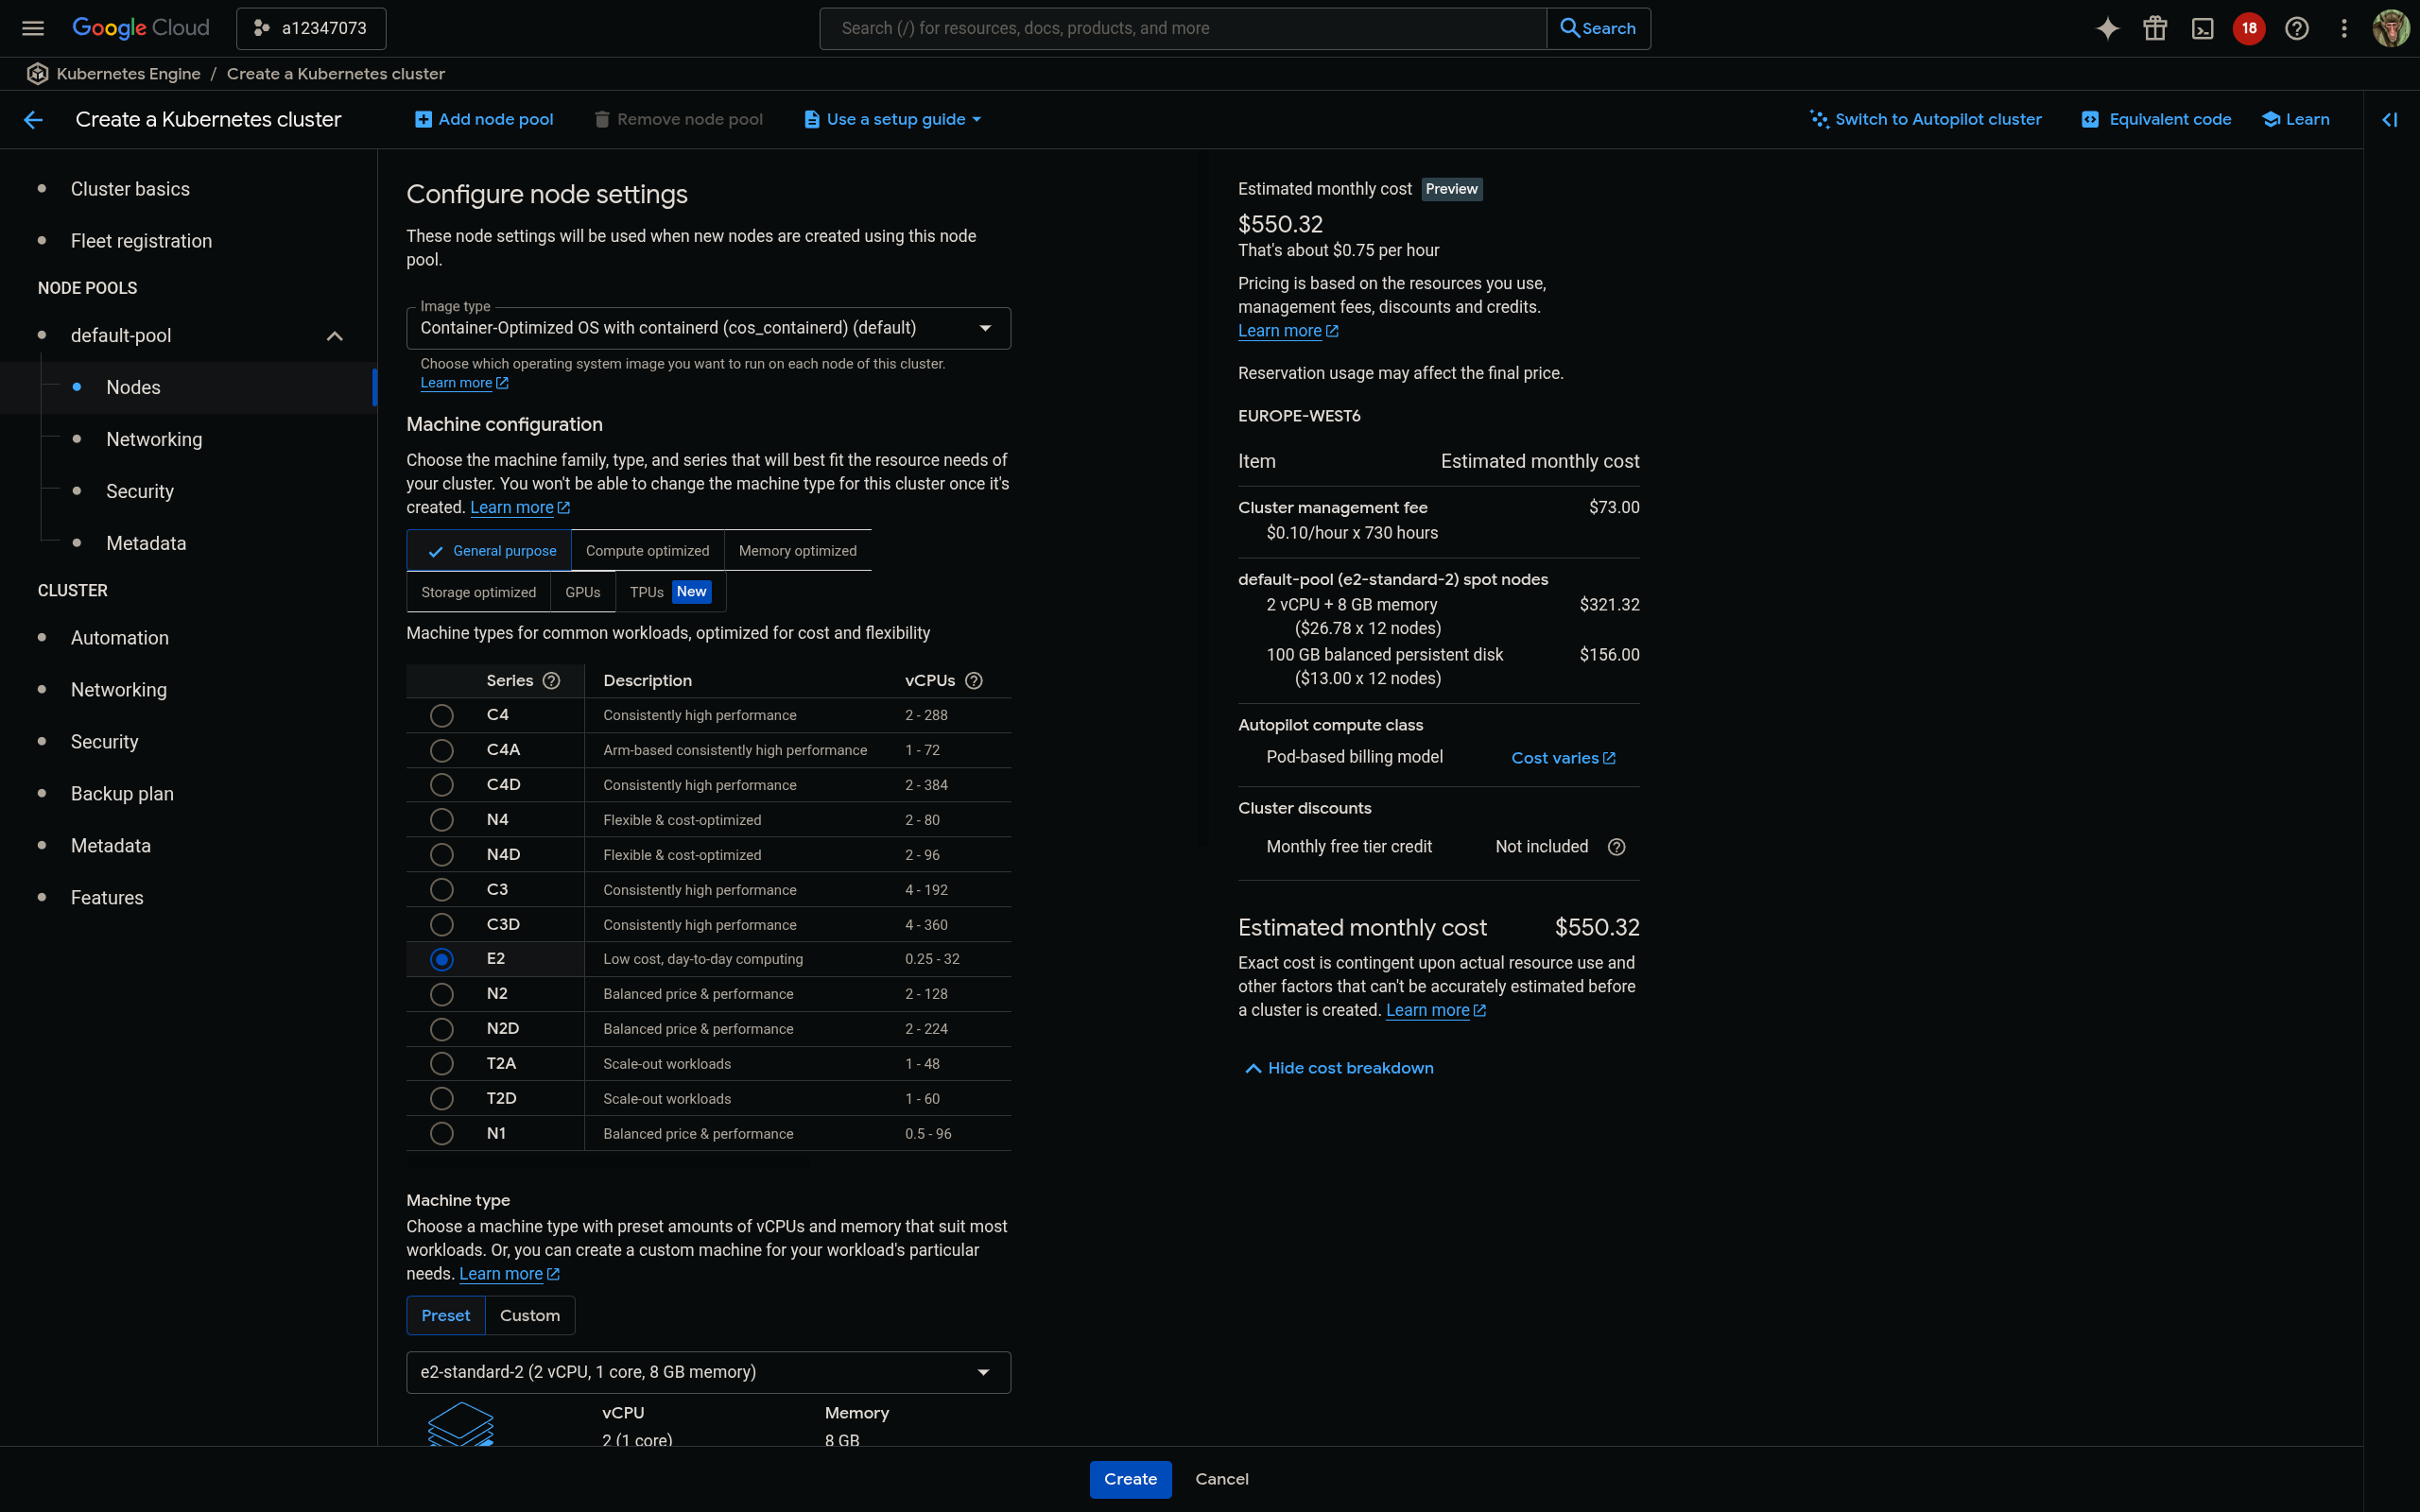 Google Cloud
a12347073
Search (/) for resources, docs, products, and more
Search
18
Kubernetes Engine / Create a Kubernetes cluster
Create a Kubernetes cluster
Add node pool
Remove node pool
Use a setup guide
Switch to Autopilot cluster
Equivalent code
Learn
Cluster basics
Fleet registration
NODE POOLS
default-pool
Nodes
Networking
Security
Metadata
CLUSTER
Automation
Networking
Security
Backup plan
Metadata
Features
Configure node settings
These node settings will be used when new nodes are created using this node
pool.
Image type
Container-Optimized OS with containerd (cos_containerd) (default)
Choose which operating system image you want to run on each node of this cluster.
Learn more
Machine configuration
Choose the machine family, type, and series that will best fit the resource needs of
your cluster. You won't be able to change the machine type for this cluster once it's
created. Learn more
General purpose Compute optimized Memory optimized
Storage optimized GPUs TPUs New
Machine types for common workloads, optimized for cost and flexibility
Series Description vCPUs
C4 Consistently high performance 2 - 288
C4A Arm-based consistently high performance 1 - 72
C4D Consistently high performance 2 - 384
N4 Flexible & cost-optimized 2 - 80
N4D Flexible & cost-optimized 2 - 96
C3 Consistently high performance 4 - 192
C3D Consistently high performance 4 - 360
E2 Low cost, day-to-day computing 0.25 - 32
N2 Balanced price & performance 2 - 128
N2D Balanced price & performance 2 - 224
T2A Scale-out workloads 1 - 48
T2D Scale-out workloads 1 - 60
N1 Balanced price & performance 0.5 - 96
Machine type
Choose a machine type with preset amounts of vCPUs and memory that suit most
workloads. Or, you can create a custom machine for your workload's particular
needs. Learn more
Preset Custom
e2-standard-2 (2 vCPU, 1 core, 8 GB memory)
vCPU Memory
2 (1 core) 8 GB
Estimated monthly cost Preview
$550.32
That's about $0.75 per hour
Pricing is based on the resources you use,
management fees, discounts and credits.
Learn more
Reservation usage may affect the final price.
EUROPE-WEST6
Item Estimated monthly cost
Cluster management fee $73.00
$0.10/hour x 730 hours
default-pool (e2-standard-2) spot nodes
2 vCPU + 8 GB memory $321.32
($26.78 x 12 nodes)
100 GB balanced persistent disk $156.00
($13.00 x 12 nodes)
Autopilot compute class
Pod-based billing model Cost varies
Cluster discounts
Monthly free tier credit Not included
Estimated monthly cost $550.32
Exact cost is contingent upon actual resource use and
other factors that can't be accurately estimated before
a cluster is created. Learn more
Hide cost breakdown
Create Cancel